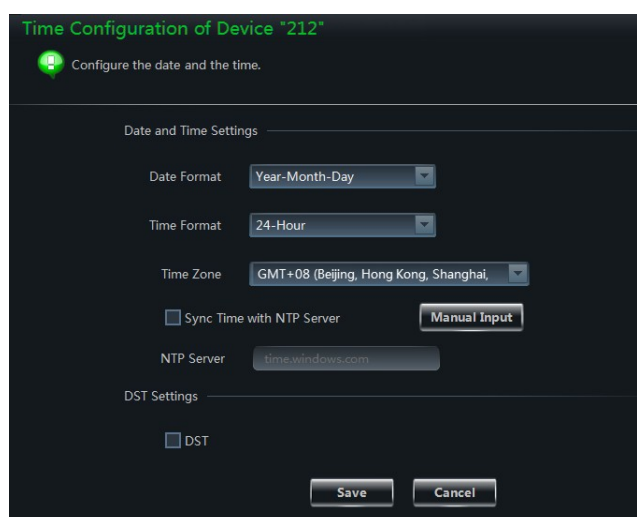 Time Configuration of Device "212"
Configure the date and the time.
Date and Time Settings
Date Format Year-Month-Day
Time Format 24-Hour
Time Zone GMT+08 (Beijing, Hong Kong, Shanghai,
Sync Time with NTP Server Manual Input
NTP Server time.windows.com
DST Settings
DST
Save Cancel